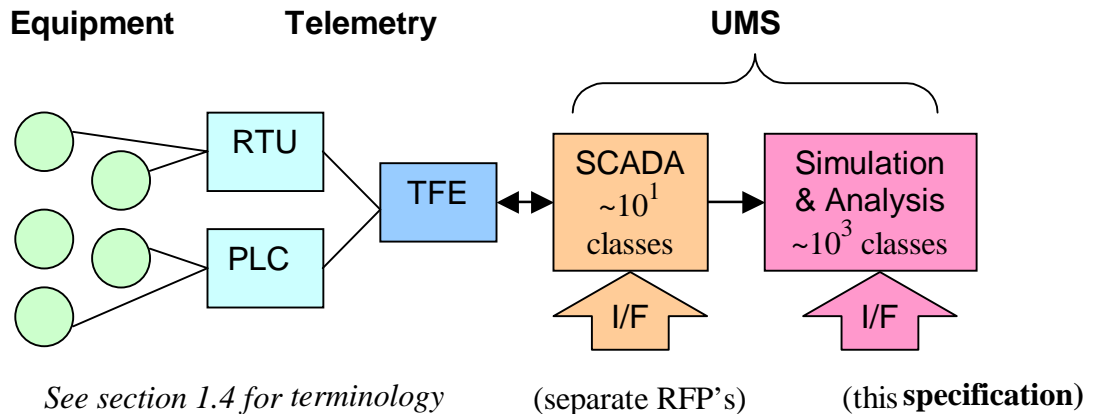 Equipment Telemetry UMS
RTU
PLC
TFE
SCADA
~10^1
classes
Simulation
& Analysis
~10^3 classes
I/F
I/F
See section 1.4 for terminology (separate RFP's) (this specification)